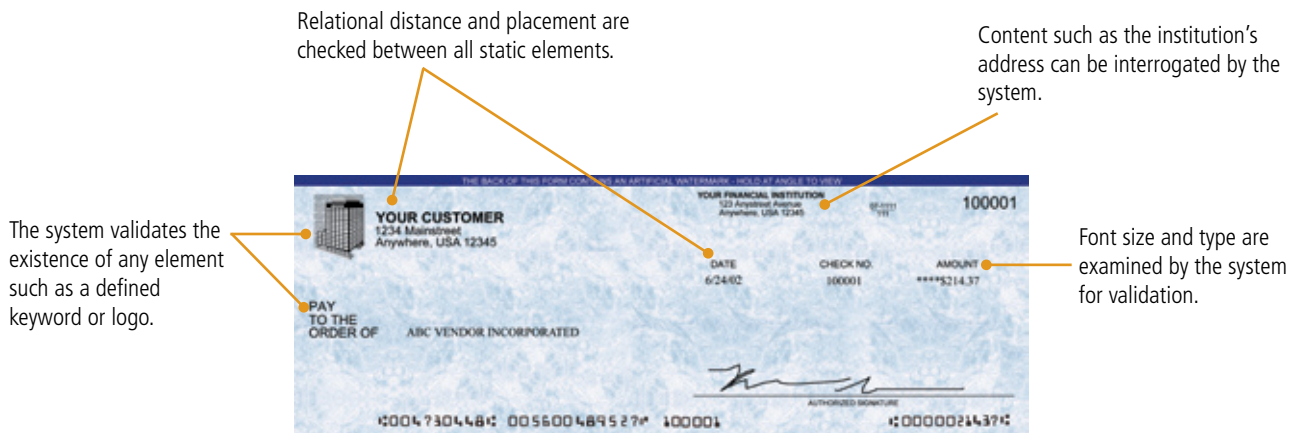 Relational distance and placement are
checked between all static elements.
Content such as the institution's
address can be interrogated by the
system.
The system validates the
existence of any element
such as a defined
keyword or logo.
Font size and type are
examined by the system
for validation.
THE BACK OF THIS FORM CONTAINS AN ARTIFICIAL WATERMARK - HOLD AT ANGLE TO VIEW
YOUR CUSTOMER
1234 Mainstreet
Anywhere, USA 12345
YOUR FINANCIAL INSTITUTION
123 Anystreet Avenue
Anywhere, USA 12345
100001
DATE CHECK NO. AMOUNT
6/24/02 100001 ****$214.37
PAY
TO THE
ORDER OF ABC VENDOR INCORPORATED
AUTHORIZED SIGNATURE
⑆004730448⑆ 005600489527⑈ 100001 ⑆0000021437⑆